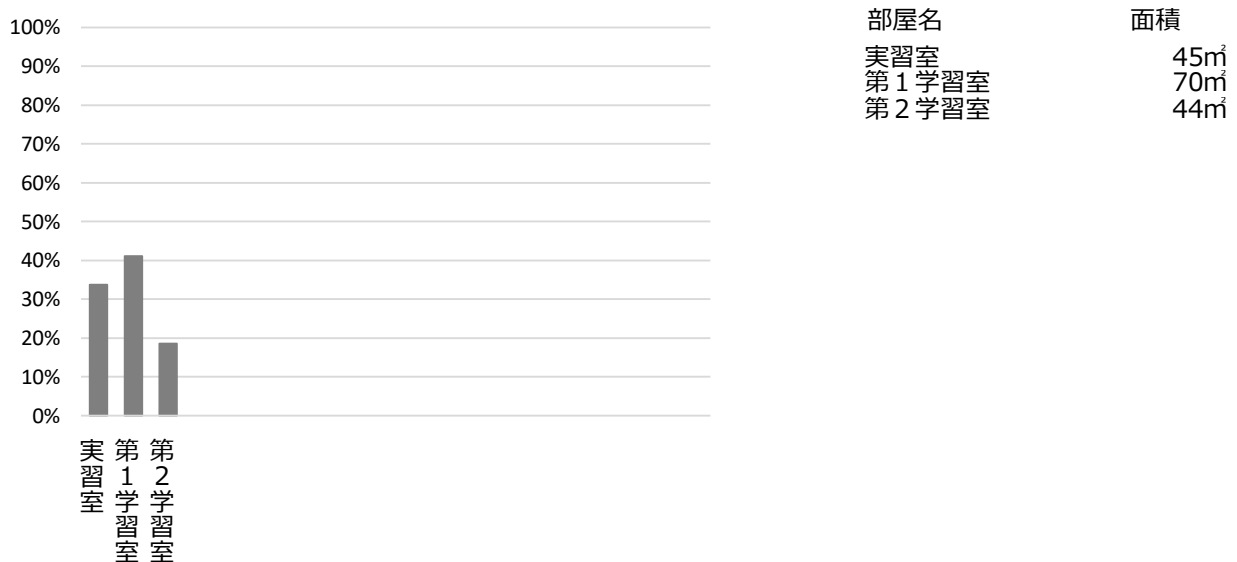 100%
90%
80%
70%
60%
50%
40%
30%
20%
10%
0%
実習室
第１学習室
第２学習室
部屋名 面積
実習室 45㎡
第１学習室 70㎡
第２学習室 44㎡